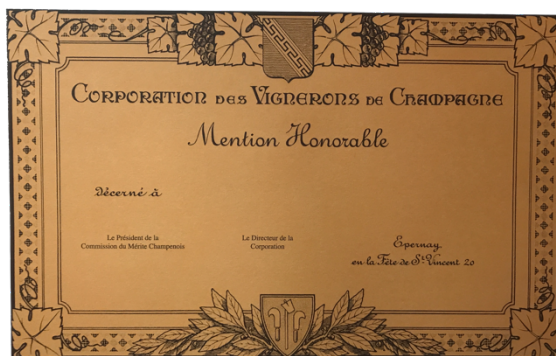 CORPORATION DES VIGNERONS DE CHAMPAGNE
Mention Honorable
Décerné à
Le Président de la
Commission du Mérite Champenois
Le Directeur de la
Corporation
Epernay
en la Fête de St Vincent 20